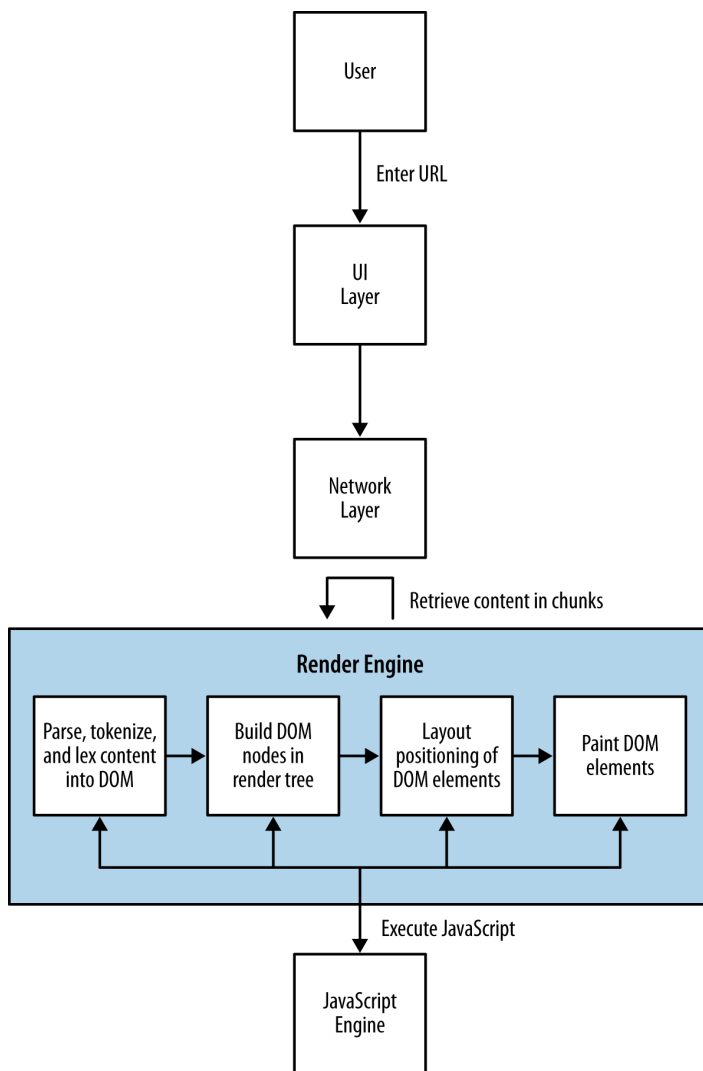 User
Enter URL
UI
Layer
Network
Layer
Retrieve content in chunks
Render Engine
Parse, tokenize,
and lex content
into DOM
Build DOM
nodes in
render tree
Layout
positioning of
DOM elements
Paint DOM
elements
Execute JavaScript
JavaScript
Engine